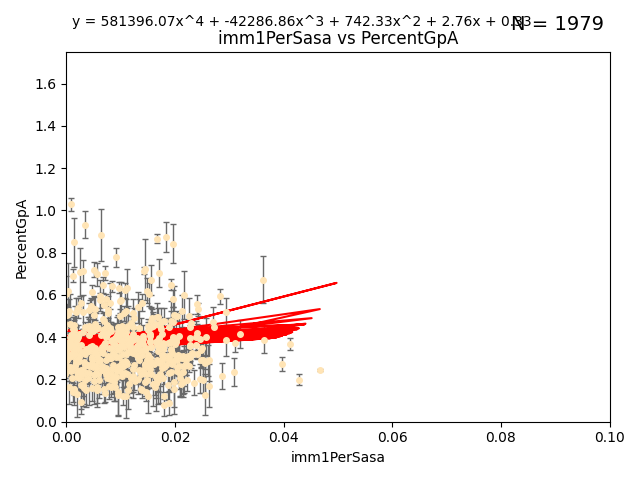 y = 581396.07x^4 + -42286.86x^3 + 742.33x^2 + 2.76x + 0.33
N = 1979
imm1PerSasa vs PercentGpA
PercentGpA
1.6
1.4
1.2
1.0
0.8
0.6
0.4
0.2
0.0
0.00 0.02 0.04 0.06 0.08 0.10
imm1PerSasa